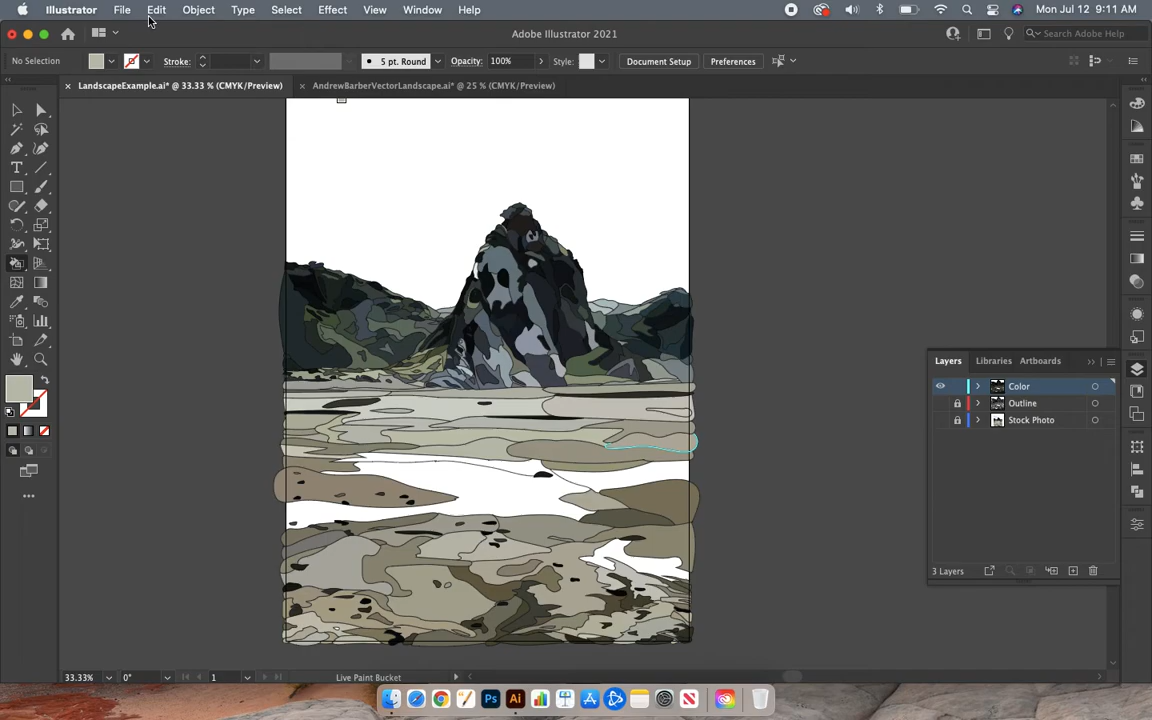 Illustrator File Edit Object Type Select Effect View Window Help Mon Jul 12 9:11 AM
Adobe Illustrator 2021 Search Adobe Help
No Selection Stroke: 5 pt. Round Opacity: 100% Style: Document Setup Preferences
× LandscapeExample.ai* @ 33.33 % (CMYK/Preview) × AndrewBarberVectorLandscape.ai* @ 25 % (CMYK/Preview)
Layers Libraries Artboards
Color
Outline
Stock Photo
3 Layers
33.33% 0° 1 Live Paint Bucket
Ps Ai